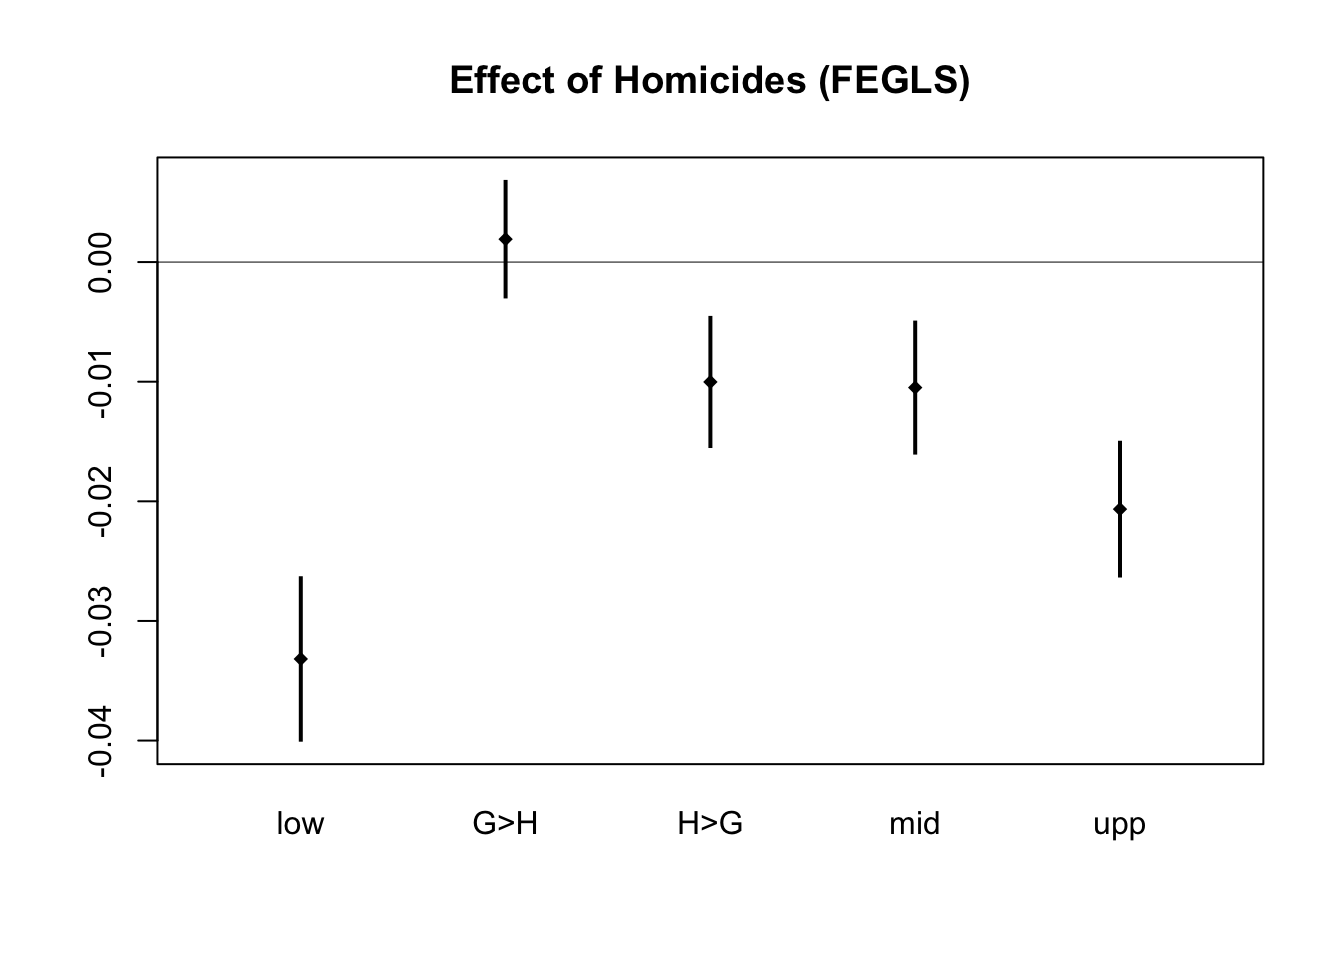 Effect of Homicides (FEGLS)
0.00
-0.01
-0.02
-0.03
-0.04
low G>H H>G mid upp